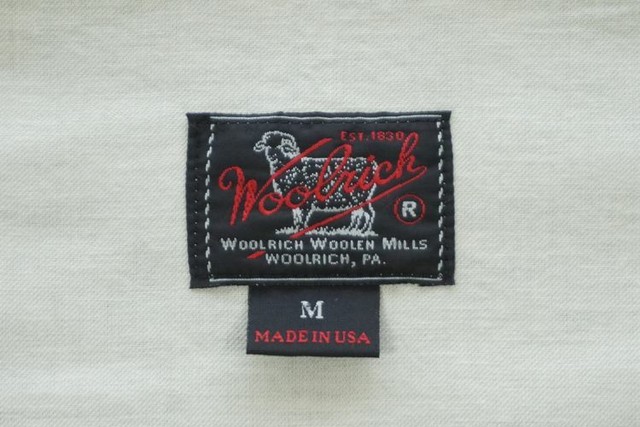 EST. 1830
Woolrich
®
WOOLRICH WOOLEN MILLS
WOOLRICH, PA.
M
MADE IN USA